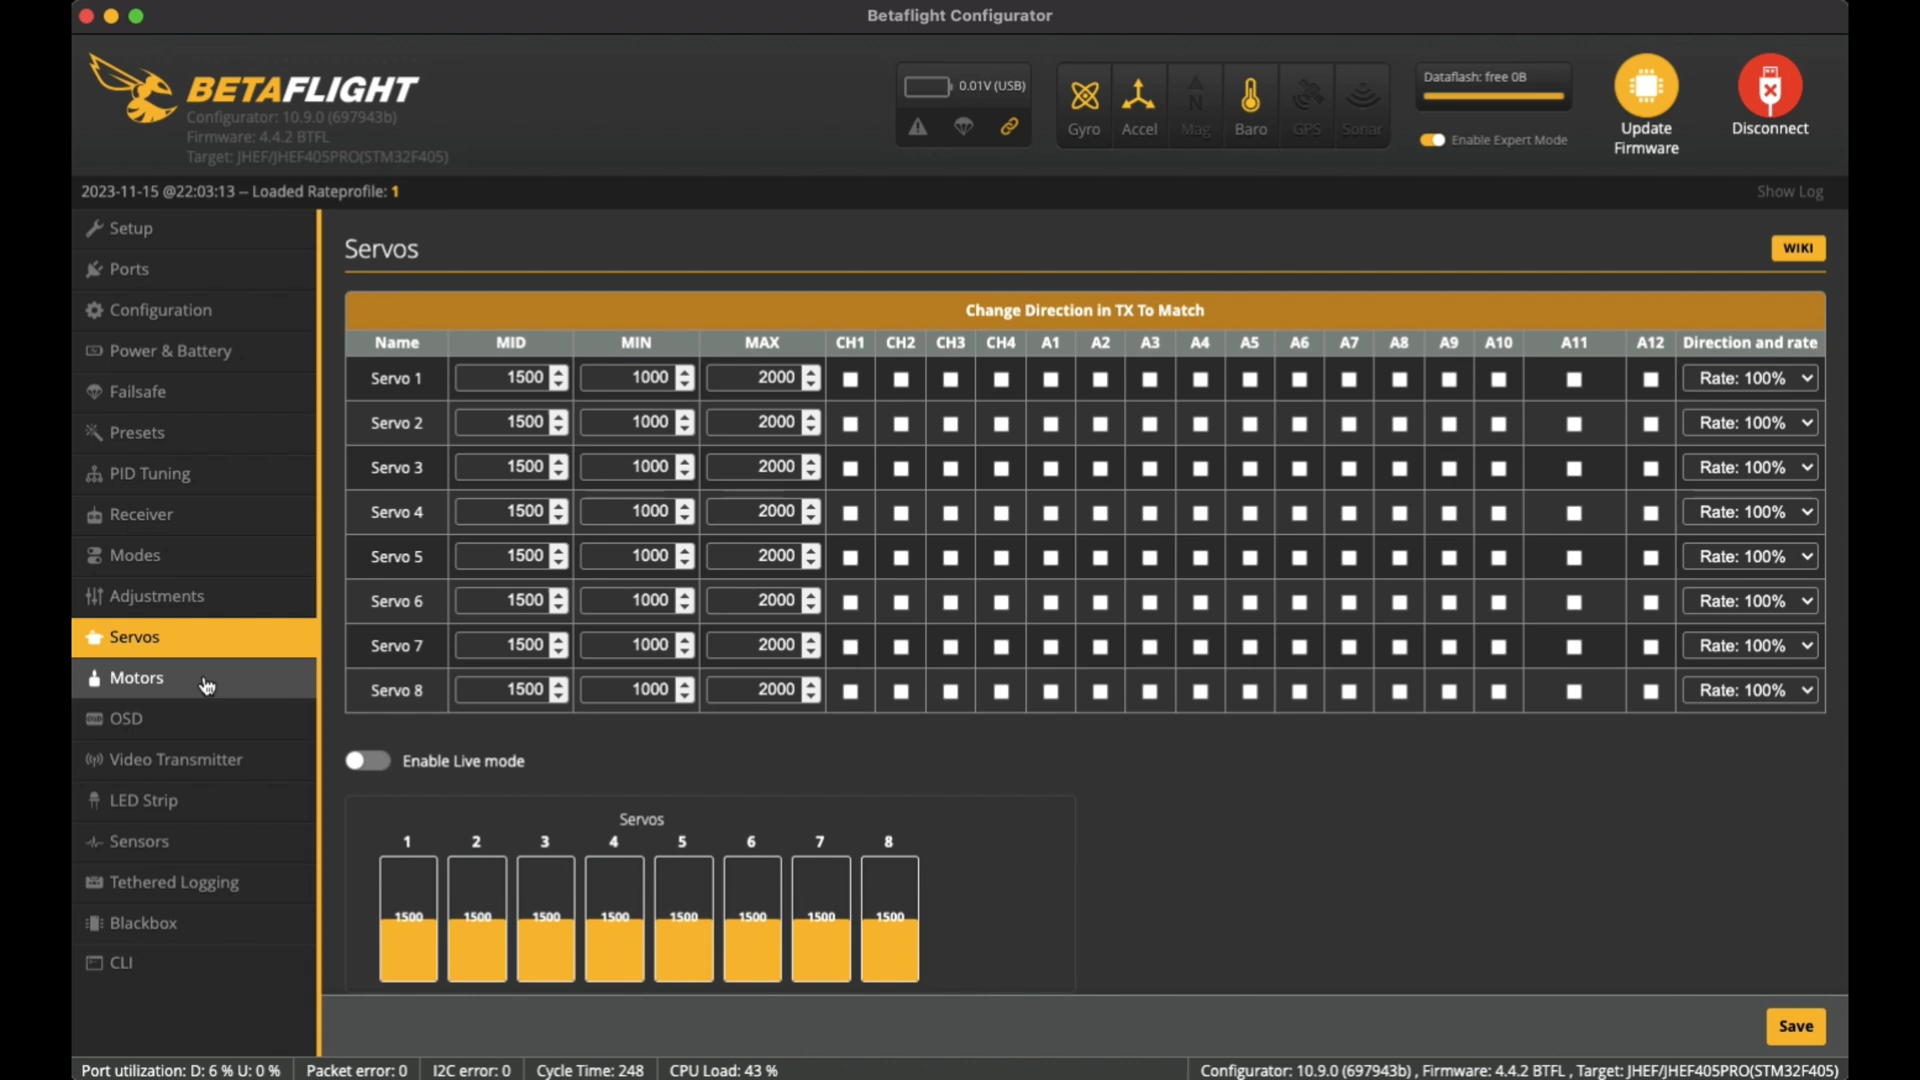 Betaflight Configurator
BETAFLIGHT
Configurator: 10.9.0 (697943b)
Firmware: 4.4.2 BTFL
Target: JHEF/JHEF405PRO(STM32F405)
0.01V (USB)
Gyro Accel Mag Baro GPS Sonar
Dataflash: free 0B
Enable Expert Mode
Update
Firmware
Disconnect
2023-11-15 @22:03:13 -- Loaded Rateprofile: 1
Show Log
Setup
Ports
Configuration
Power & Battery
Failsafe
Presets
PID Tuning
Receiver
Modes
Adjustments
Servos
Motors
OSD
Video Transmitter
LED Strip
Sensors
Tethered Logging
Blackbox
CLI
Servos
WIKI
Change Direction in TX To Match
Name MID MIN MAX CH1 CH2 CH3 CH4 A1 A2 A3 A4 A5 A6 A7 A8 A9 A10 A11 A12 Direction and rate
Servo 1 1500 1000 2000 Rate: 100%
Servo 2 1500 1000 2000 Rate: 100%
Servo 3 1500 1000 2000 Rate: 100%
Servo 4 1500 1000 2000 Rate: 100%
Servo 5 1500 1000 2000 Rate: 100%
Servo 6 1500 1000 2000 Rate: 100%
Servo 7 1500 1000 2000 Rate: 100%
Servo 8 1500 1000 2000 Rate: 100%
Enable Live mode
Servos
1 2 3 4 5 6 7 8
1500 1500 1500 1500 1500 1500 1500 1500
Save
Port utilization: D: 6 % U: 0 % Packet error: 0 I2C error: 0 Cycle Time: 248 CPU Load: 43 % Configurator: 10.9.0 (697943b) , Firmware: 4.4.2 BTFL , Target: JHEF/JHEF405PRO(STM32F405)